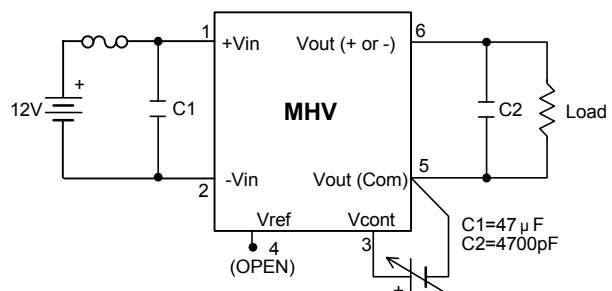 1
+Vin
Vout (+ or -)
6
+
12V
C1
MHV
C2
Load
2
-Vin
Vout (Com)
5
Vref
Vcont
4
(OPEN)
3
+
C1=47μF
C2=4700pF